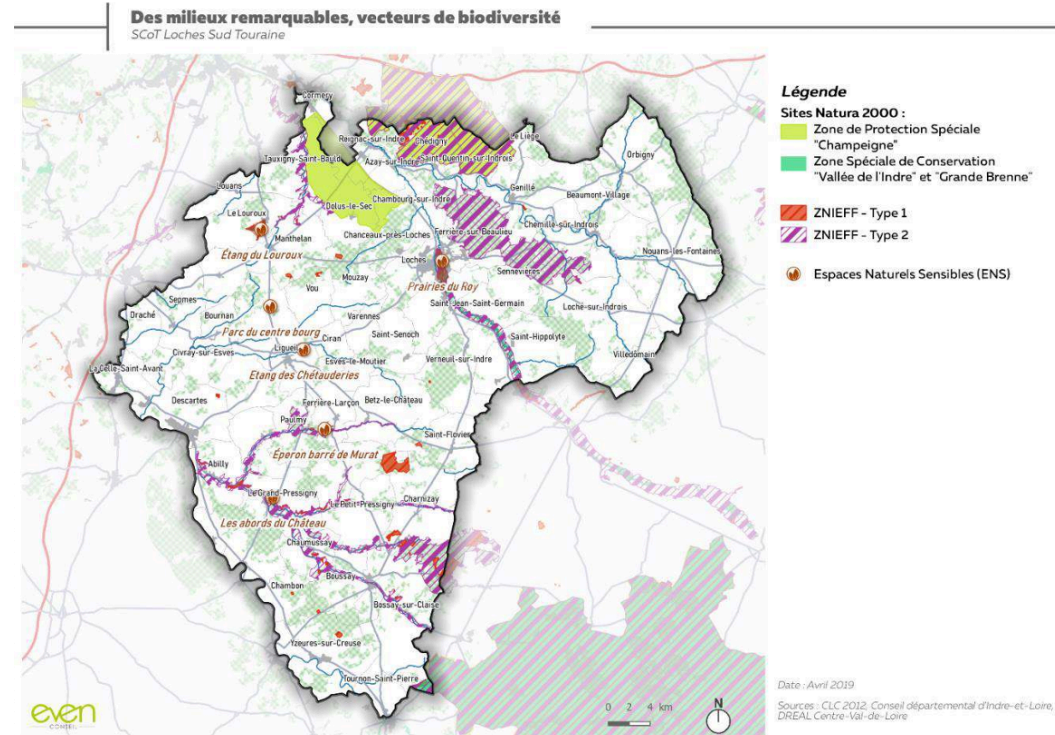 Des milieux remarquables, vecteurs de biodiversité
SCoT Loches Sud Touraine
Légende
Sites Natura 2000 :
Zone de Protection Spéciale
"Champeigne"
Zone Spéciale de Conservation
"Vallée de l'Indre" et "Grande Brenne"
ZNIEFF - Type 1
ZNIEFF - Type 2
Espaces Naturels Sensibles (ENS)
Cormery
Reignac-sur-Indre
Chédigny
Le Liège
Tauxigny-Saint-Bauld
Azay-sur-Indre
Saint-Quentin-sur-Indrois
Orbigny
Louans
Genillé
Beaumont-Village
Dolus-le-Sec
Chambourg-sur-Indre
Le Louroux
Chemillé-sur-Indrois
Manthelan
Chanceaux-près-Loches
Ferrière-sur-Beaulieu
Nouans-les-Fontaines
Étang du Louroux
Loches
Sennevières
Mouzay
Vou
Prairies du Roy
Sepmes
Saint-Jean-Saint-Germain
Loché-sur-Indrois
Draché
Bournan
Varennes
Parc du centre bourg
Ciran
Saint-Senoch
Saint-Hippolyte
Civray-sur-Esves
Ligueil
Esves-le-Moutier
Verneuil-sur-Indre
Villedômain
La Celle-Saint-Avant
Etang des Chétauderies
Descartes
Ferrière-Larçon
Betz-le-Château
Paulmy
Saint-Flovier
Éperon barré de Murat
Abilly
Le Grand-Pressigny
Le Petit-Pressigny
Charnizay
Les abords du Château
Chaumussay
Boussay
Chambon
Bossay-sur-Claise
Yzeures-sur-Creuse
Tournon-Saint-Pierre
0 2 4 km
N
even
CONSEIL
Date : Avril 2019
Sources : CLC 2012, Conseil départemental d'Indre-et-Loire,
DREAL Centre-Val-de-Loire